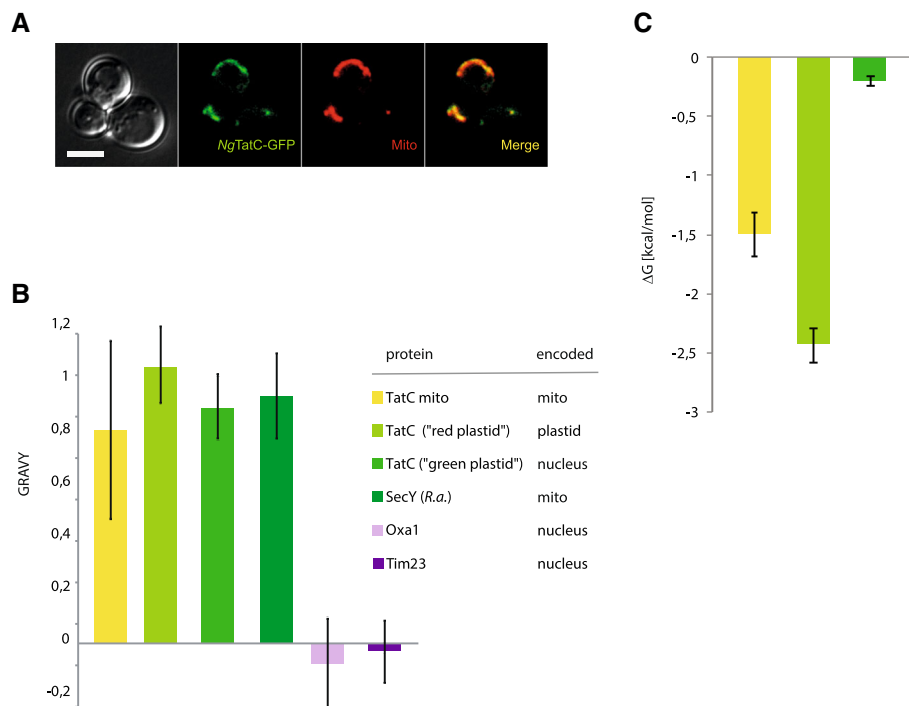 A
NgTatC-GFP
Mito
Merge
B
1,2
1
0,8
0,6
0,4
0,2
0
-0,2
GRAVY
protein encoded
TatC mito mito
TatC ("red plastid") plastid
TatC ("green plastid") nucleus
SecY (R.a.) mito
Oxa1 nucleus
Tim23 nucleus
C
0
-0,5
-1
-1,5
-2
-2,5
-3
ΔG [kcal/mol]